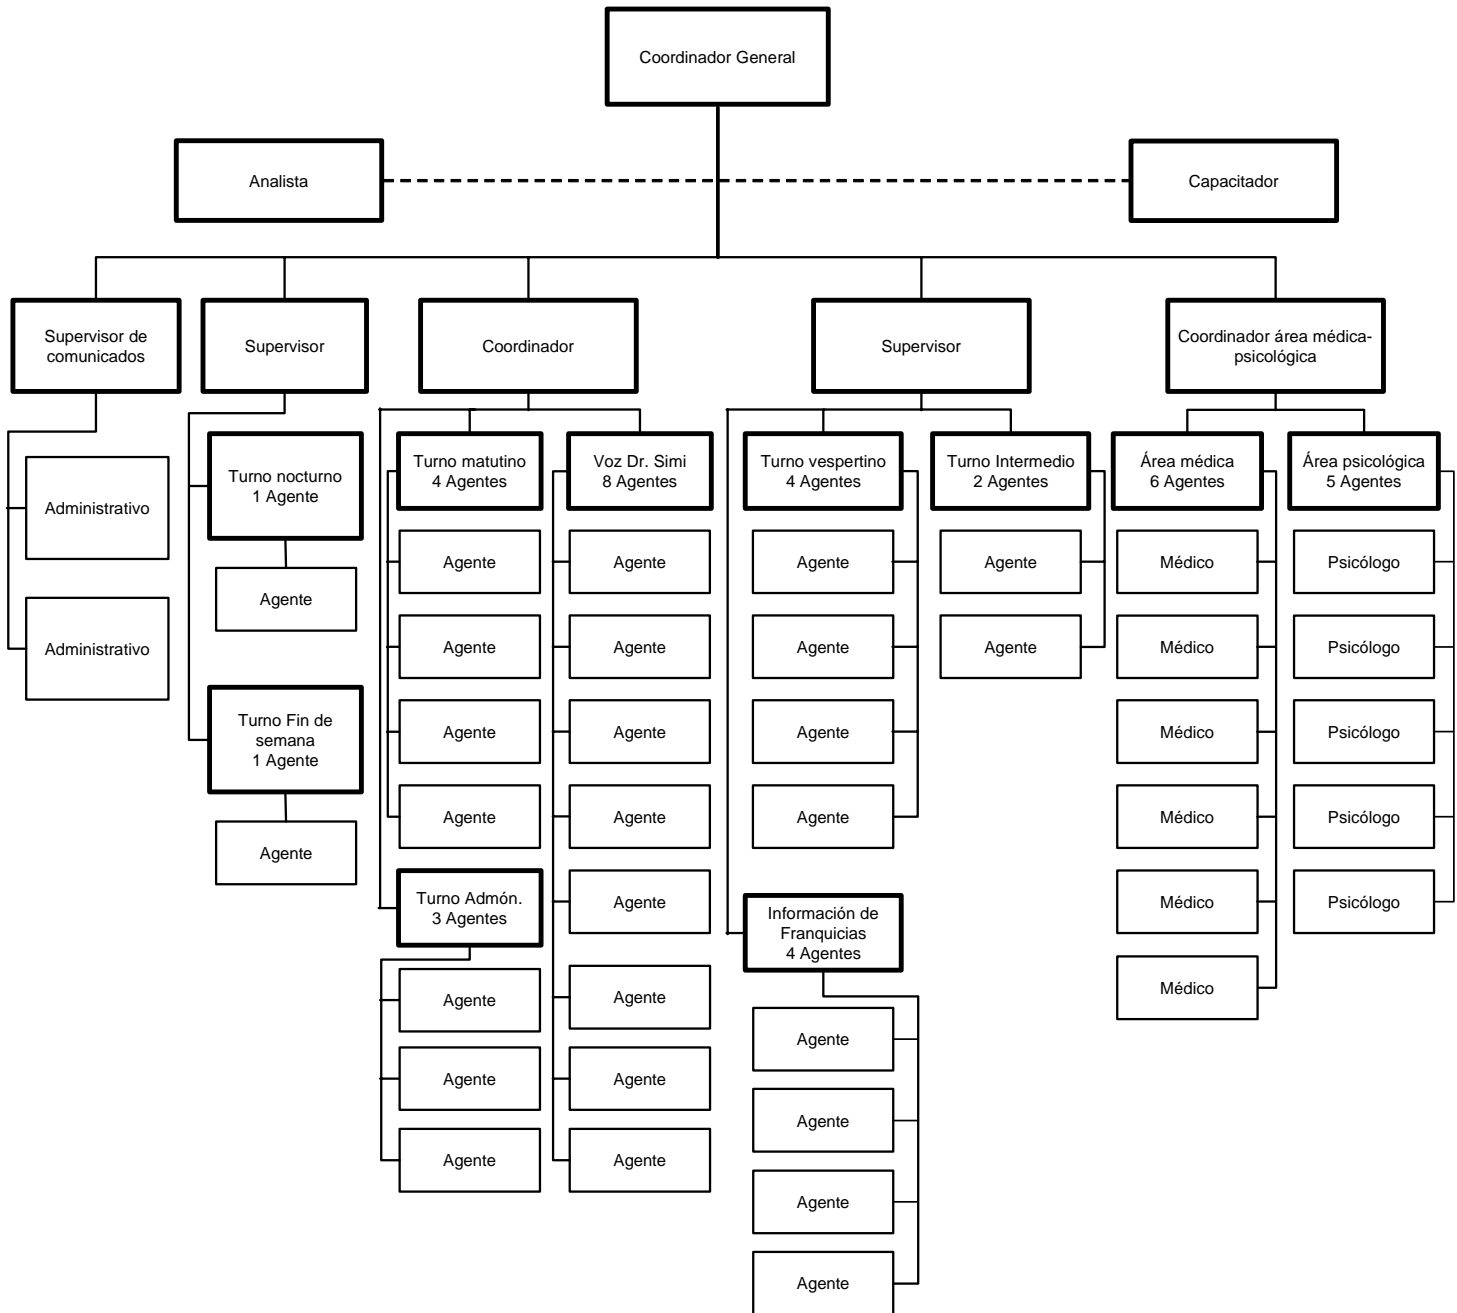 Coordinador General
Analista
Capacitador
Supervisor de
comunicados
Supervisor
Coordinador
Supervisor
Coordinador área médica-
psicológica
Administrativo
Administrativo
Turno nocturno
1 Agente
Agente
Turno Fin de
semana
1 Agente
Agente
Turno matutino
4 Agentes
Agente
Agente
Agente
Agente
Turno Admón.
3 Agentes
Agente
Agente
Agente
Voz Dr. Simi
8 Agentes
Agente
Agente
Agente
Agente
Agente
Agente
Agente
Agente
Turno vespertino
4 Agentes
Agente
Agente
Agente
Agente
Información de
Franquicias
4 Agentes
Agente
Agente
Agente
Agente
Turno Intermedio
2 Agentes
Agente
Agente
Área médica
6 Agentes
Médico
Médico
Médico
Médico
Médico
Médico
Área psicológica
5 Agentes
Psicólogo
Psicólogo
Psicólogo
Psicólogo
Psicólogo